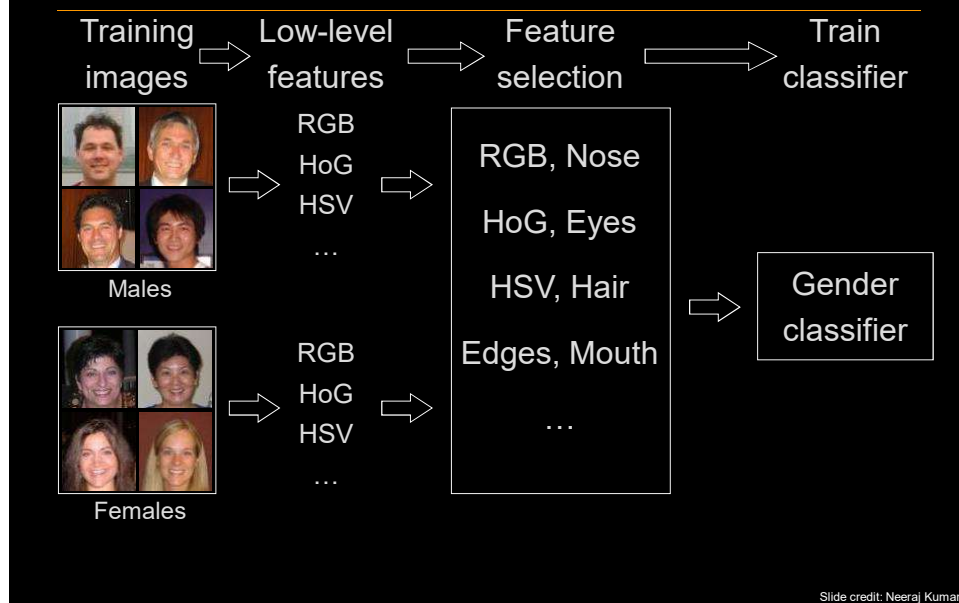 Training images
Low-level features
Feature selection
Train classifier
RGB
HoG
HSV
…
Males
RGB, Nose
HoG, Eyes
HSV, Hair
Edges, Mouth
…
Gender classifier
RGB
HoG
HSV
…
Females
Slide credit: Neeraj Kumar